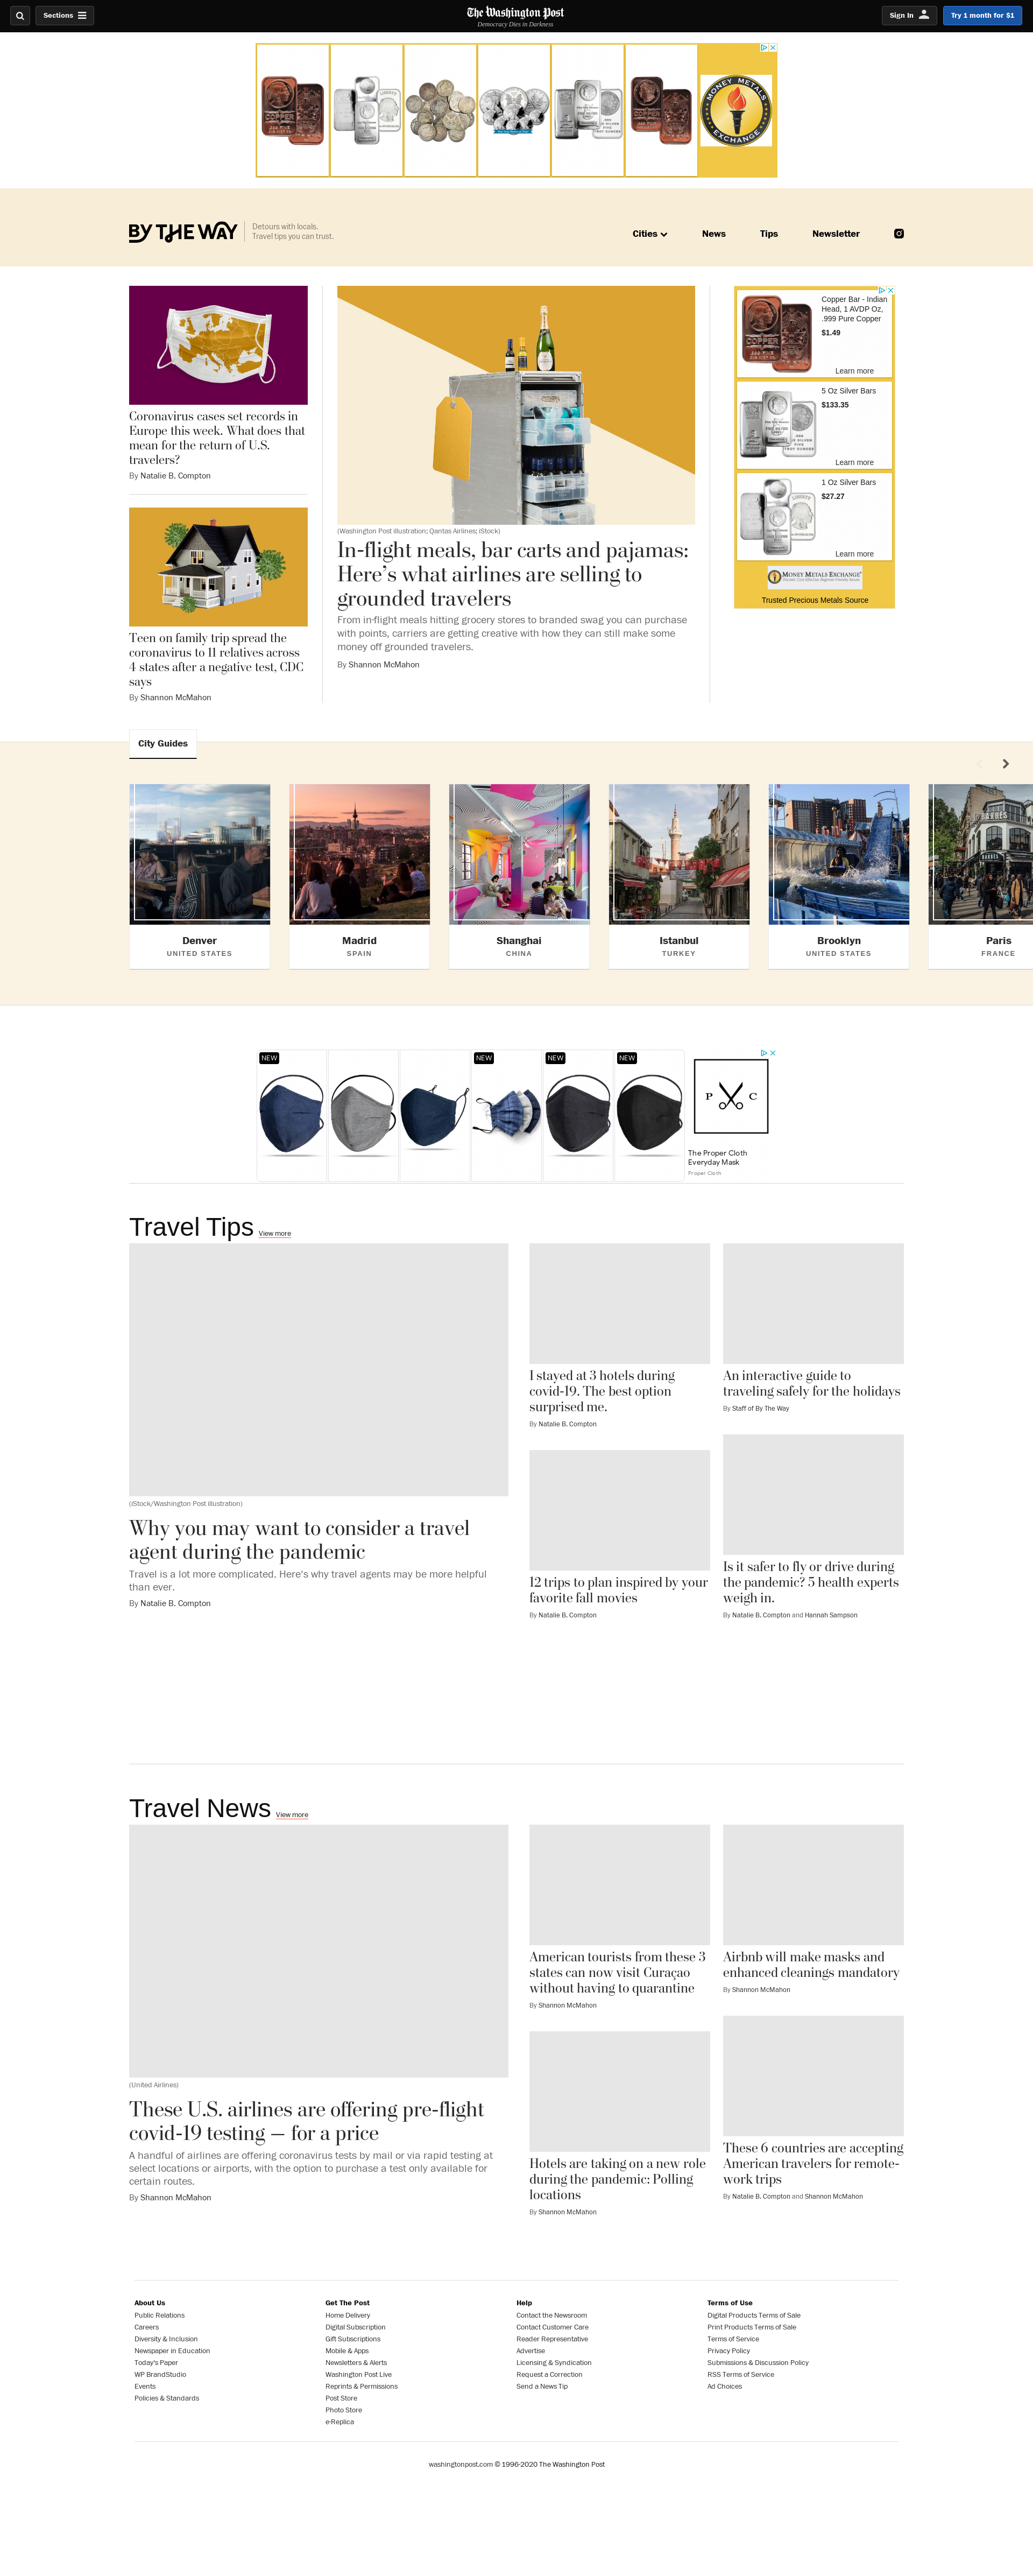 Sections
The Washington Post
Democracy Dies in Darkness
Sign In
Try 1 month for $1
MONEY METALS
EXCHANGE
BY THE WAY
Detours with locals.
Travel tips you can trust.
Cities
News
Tips
Newsletter
Coronavirus cases set records in
Europe this week. What does that
mean for the return of U.S.
travelers?
By Natalie B. Compton
Teen on family trip spread the
coronavirus to 11 relatives across
4 states after a negative test, CDC
says
By Shannon McMahon
(Washington Post illustration; Qantas Airlines; iStock)
In-flight meals, bar carts and pajamas:
Here's what airlines are selling to
grounded travelers
From in-flight meals hitting grocery stores to branded swag you can purchase
with points, carriers are getting creative with how they can still make some
money off grounded travelers.
By Shannon McMahon
Copper Bar - Indian
Head, 1 AVDP Oz,
.999 Pure Copper
$1.49
Learn more
5 Oz Silver Bars
$133.35
Learn more
1 Oz Silver Bars
$27.27
Learn more
MONEY METALS EXCHANGE
Trusted Precious Metals Source
City Guides
Denver
UNITED STATES
Madrid
SPAIN
Shanghai
CHINA
Istanbul
TURKEY
Brooklyn
UNITED STATES
Paris
FRANCE
NEW
NEW
NEW
NEW
P C
The Proper Cloth
Everyday Mask
Proper Cloth
Travel Tips View more
(iStock/Washington Post illustration)
Why you may want to consider a travel
agent during the pandemic
Travel is a lot more complicated. Here's why travel agents may be more helpful
than ever.
By Natalie B. Compton
I stayed at 3 hotels during
covid-19. The best option
surprised me.
By Natalie B. Compton
12 trips to plan inspired by your
favorite fall movies
By Natalie B. Compton
An interactive guide to
traveling safely for the holidays
By Staff of By The Way
Is it safer to fly or drive during
the pandemic? 5 health experts
weigh in.
By Natalie B. Compton and Hannah Sampson
Travel News View more
(United Airlines)
These U.S. airlines are offering pre-flight
covid-19 testing — for a price
A handful of airlines are offering coronavirus tests by mail or via rapid testing at
select locations or airports, with the option to purchase a test only available for
certain routes.
By Shannon McMahon
American tourists from these 3
states can now visit Curaçao
without having to quarantine
By Shannon McMahon
Hotels are taking on a new role
during the pandemic: Polling
locations
By Shannon McMahon
Airbnb will make masks and
enhanced cleanings mandatory
By Shannon McMahon
These 6 countries are accepting
American travelers for remote-
work trips
By Natalie B. Compton and Shannon McMahon
About Us
Public Relations
Careers
Diversity & Inclusion
Newspaper in Education
Today's Paper
WP BrandStudio
Events
Policies & Standards
Get The Post
Home Delivery
Digital Subscription
Gift Subscriptions
Mobile & Apps
Newsletters & Alerts
Washington Post Live
Reprints & Permissions
Post Store
Photo Store
e-Replica
Help
Contact the Newsroom
Contact Customer Care
Reader Representative
Advertise
Licensing & Syndication
Request a Correction
Send a News Tip
Terms of Use
Digital Products Terms of Sale
Print Products Terms of Sale
Terms of Service
Privacy Policy
Submissions & Discussion Policy
RSS Terms of Service
Ad Choices
washingtonpost.com © 1996-2020 The Washington Post